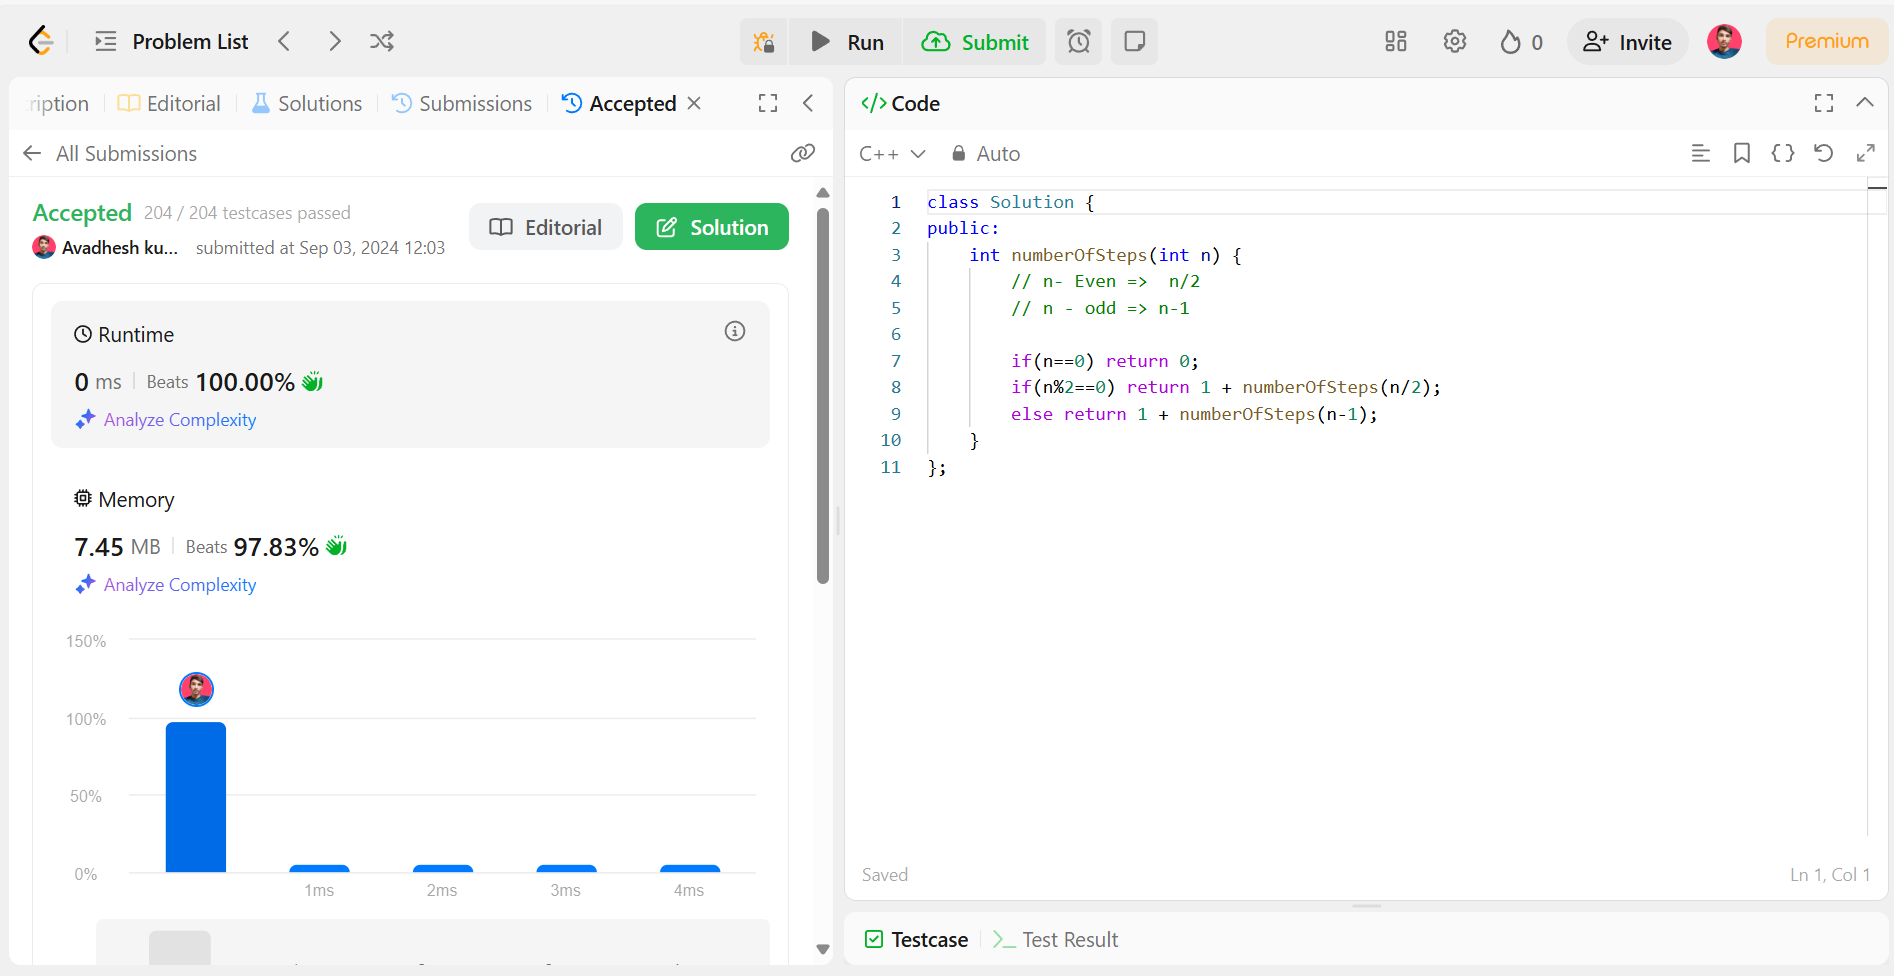 Problem List
Run
Submit
0
Invite
Premium
ription
Editorial
Solutions
Submissions
Accepted
All Submissions
Accepted 204 / 204 testcases passed
Avadhesh ku... submitted at Sep 03, 2024 12:03
Editorial
Solution
Runtime
0 ms Beats 100.00%
Analyze Complexity
Memory
7.45 MB Beats 97.83%
Analyze Complexity
150%
100%
50%
0%
1ms 2ms 3ms 4ms
</> Code
C++ Auto
1 class Solution {
2 public:
3     int numberOfSteps(int n) {
4         // n- Even =>  n/2
5         // n - odd => n-1
6
7         if(n==0) return 0;
8         if(n%2==0) return 1 + numberOfSteps(n/2);
9         else return 1 + numberOfSteps(n-1);
10     }
11 };
Saved
Ln 1, Col 1
Testcase
Test Result